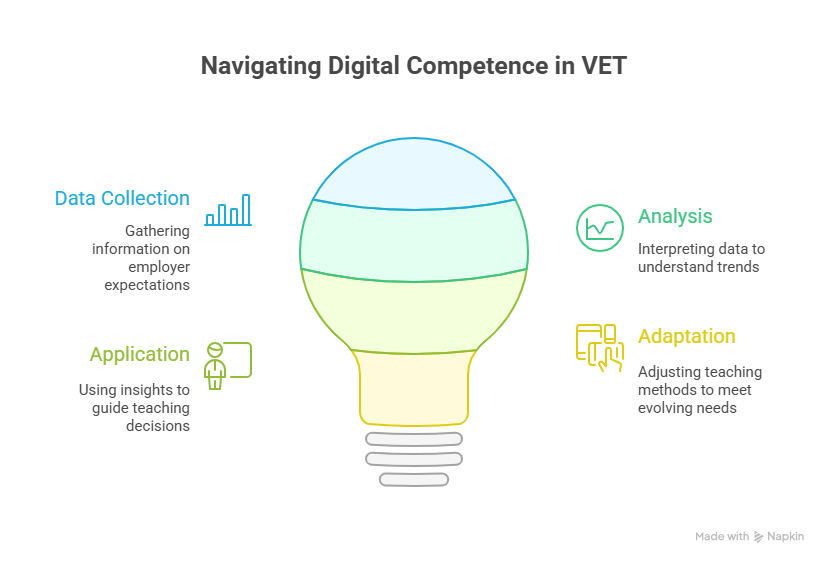 Navigating Digital Competence in VET
Data Collection
Gathering
information on
employer
expectations
Analysis
Interpreting data to
understand trends
Application
Using insights to
guide teaching
decisions
Adaptation
Adjusting teaching
methods to meet
evolving needs
Made with Napkin